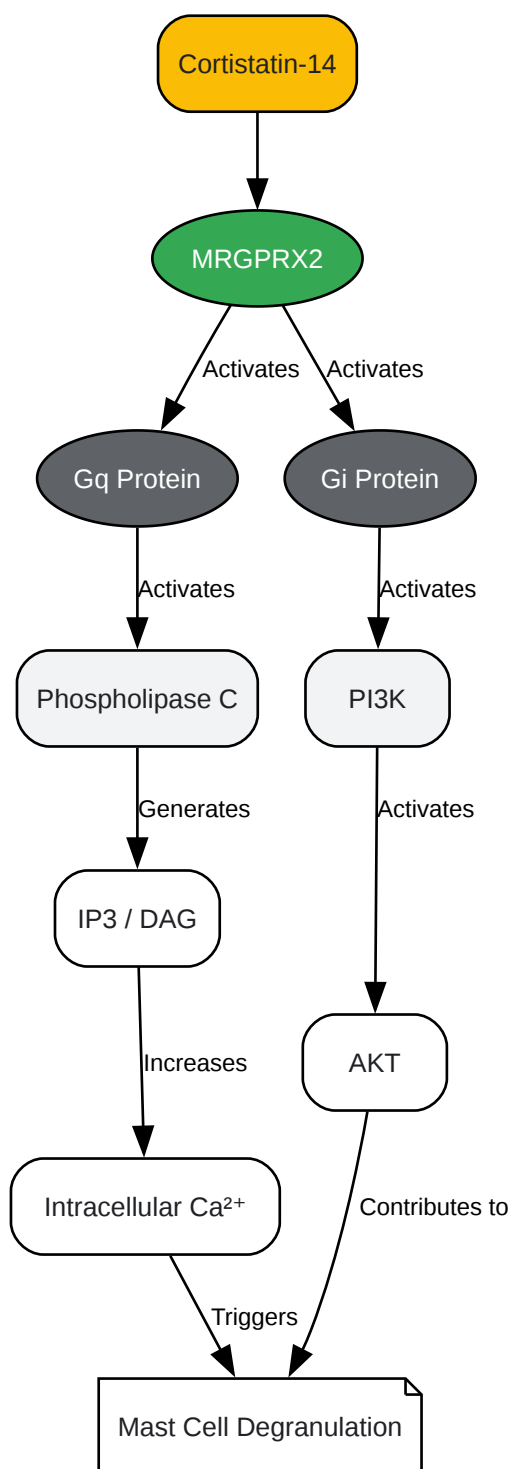 Cortistatin-14
MRGPRX2
Activates
Activates
Gq Protein
Gi Protein
Activates
Activates
Phospholipase C
PI3K
Generates
Activates
IP3 / DAG
Increases
AKT
Intracellular Ca²⁺
Contributes to
Triggers
Mast Cell Degranulation